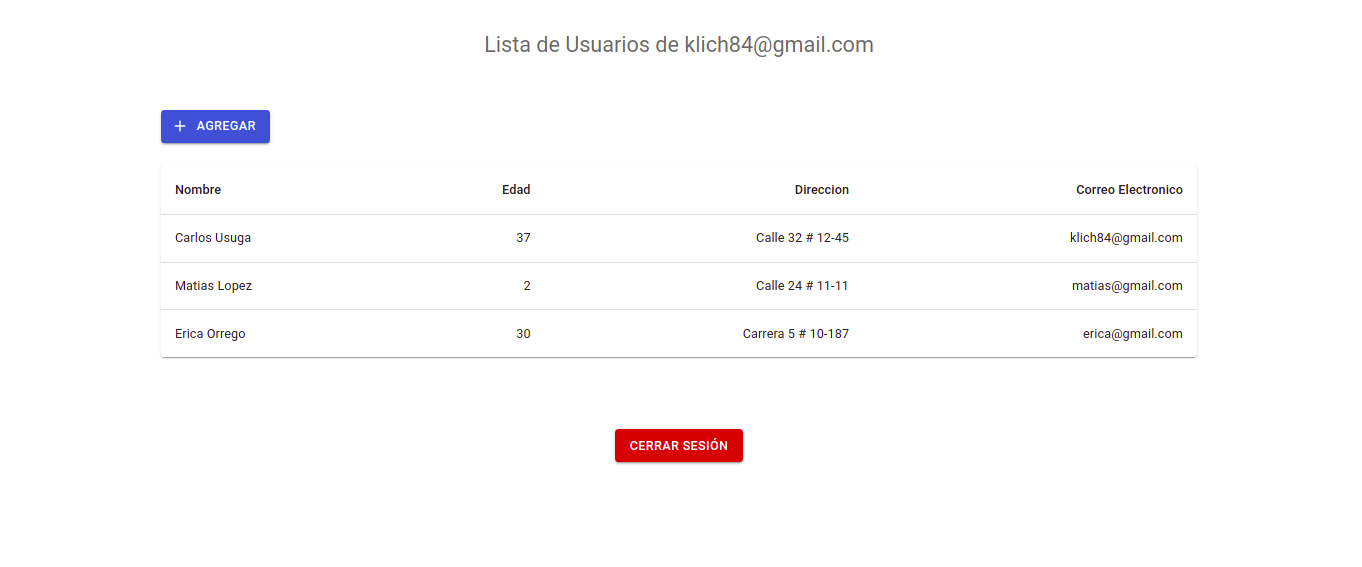 Lista de Usuarios de klich84@gmail.com
+ AGREGAR
Nombre Edad Direccion Correo Electronico
Carlos Usuga 37 Calle 32 # 12-45 klich84@gmail.com
Matias Lopez 2 Calle 24 # 11-11 matias@gmail.com
Erica Orrego 30 Carrera 5 # 10-187 erica@gmail.com
CERRAR SESIÓN